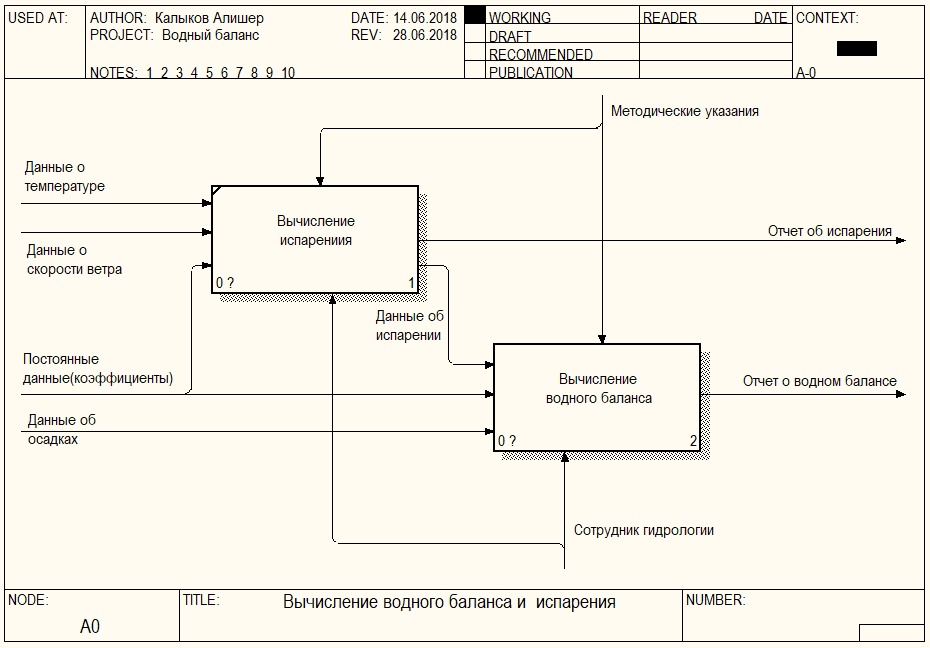 USED AT:
AUTHOR: Калыков Алишер
DATE: 14.06.2018
PROJECT: Водный баланс
REV: 28.06.2018
NOTES: 1 2 3 4 5 6 7 8 9 10
WORKING
DRAFT
RECOMMENDED
PUBLICATION
READER
DATE
CONTEXT:
A-0
Методические указания
Данные о
температуре
Вычисление
испарениия
0 ?
1
Данные о
скорости ветра
Отчет об испарения
Данные об
испарении
Постоянные
данные(коэффициенты)
Вычисление
водного баланса
0 ?
2
Отчет о водном балансе
Данные об
осадках
Сотрудник гидрологии
NODE:
A0
TITLE:
Вычисление водного баланса и испарения
NUMBER: